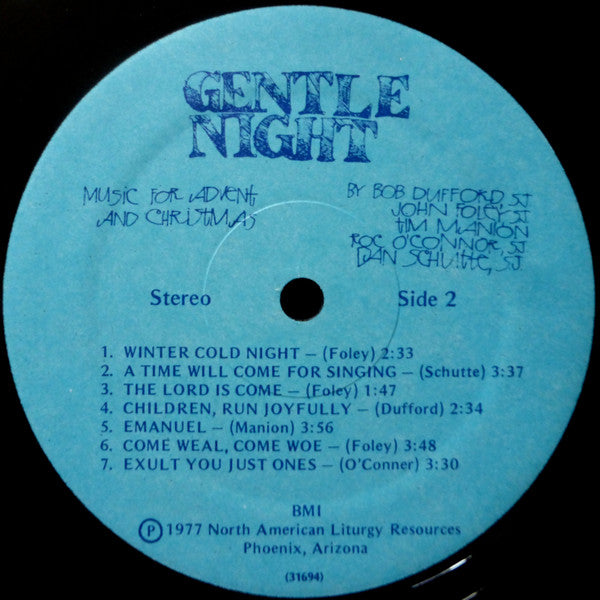 GENTLE
NIGHT
MUSIC FOR ADVENT
AND CHRISTMAS
BY BOB DUFFORD, SJ
JOHN FOLEY, SJ
TIM MANION
ROC O'CONNOR, SJ
DAN SCHUTTE, SJ
Stereo
Side 2
1. WINTER COLD NIGHT — (Foley) 2:33
2. A TIME WILL COME FOR SINGING — (Schutte) 3:37
3. THE LORD IS COME — (Foley) 1:47
4. CHILDREN, RUN JOYFULLY — (Dufford) 2:34
5. EMANUEL — (Manion) 3:56
6. COME WEAL, COME WOE — (Foley) 3:48
7. EXULT YOU JUST ONES — (O'Conner) 3:30
BMI
Ⓟ 1977 North American Liturgy Resources
Phoenix, Arizona
(31694)